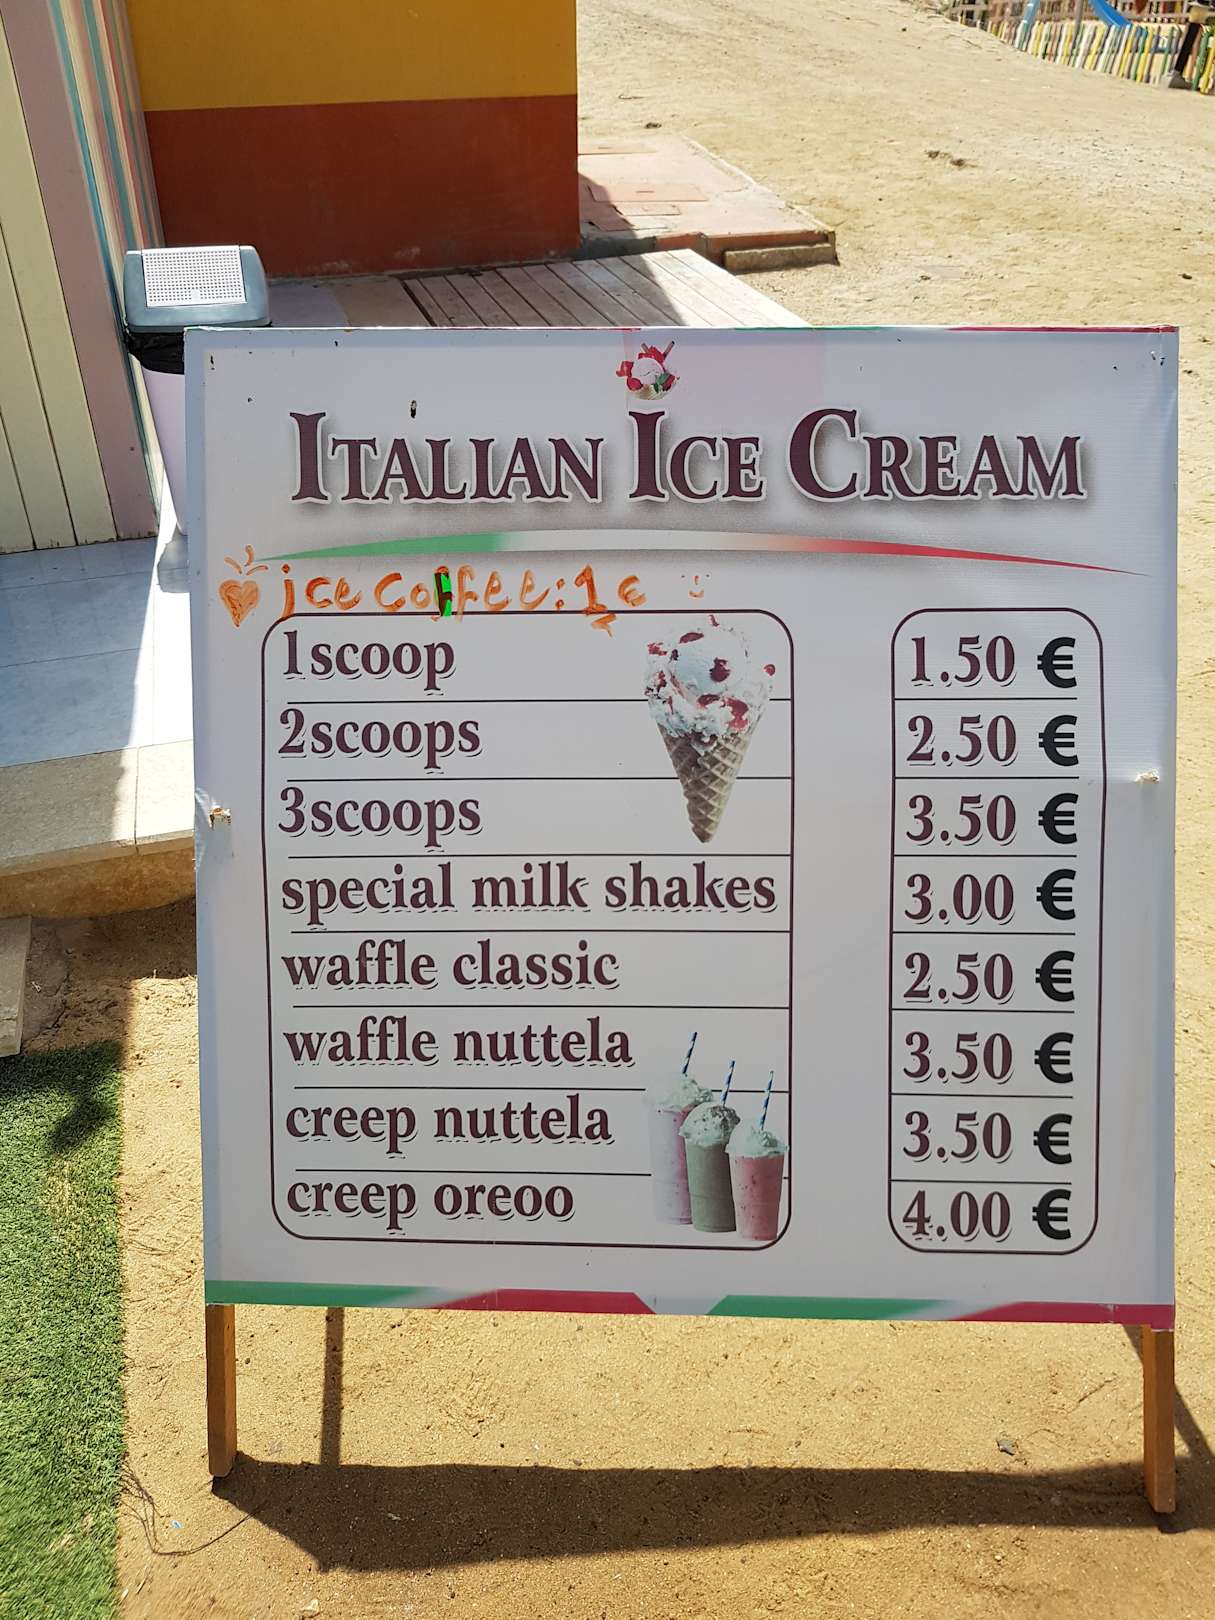 ITALIAN ICE CREAM
ice coffee: 1 €
1scoop 1.50 €
2scoops 2.50 €
3scoops 3.50 €
special milk shakes 3.00 €
waffle classic 2.50 €
waffle nuttela 3.50 €
creep nuttela 3.50 €
creep oreoo 4.00 €